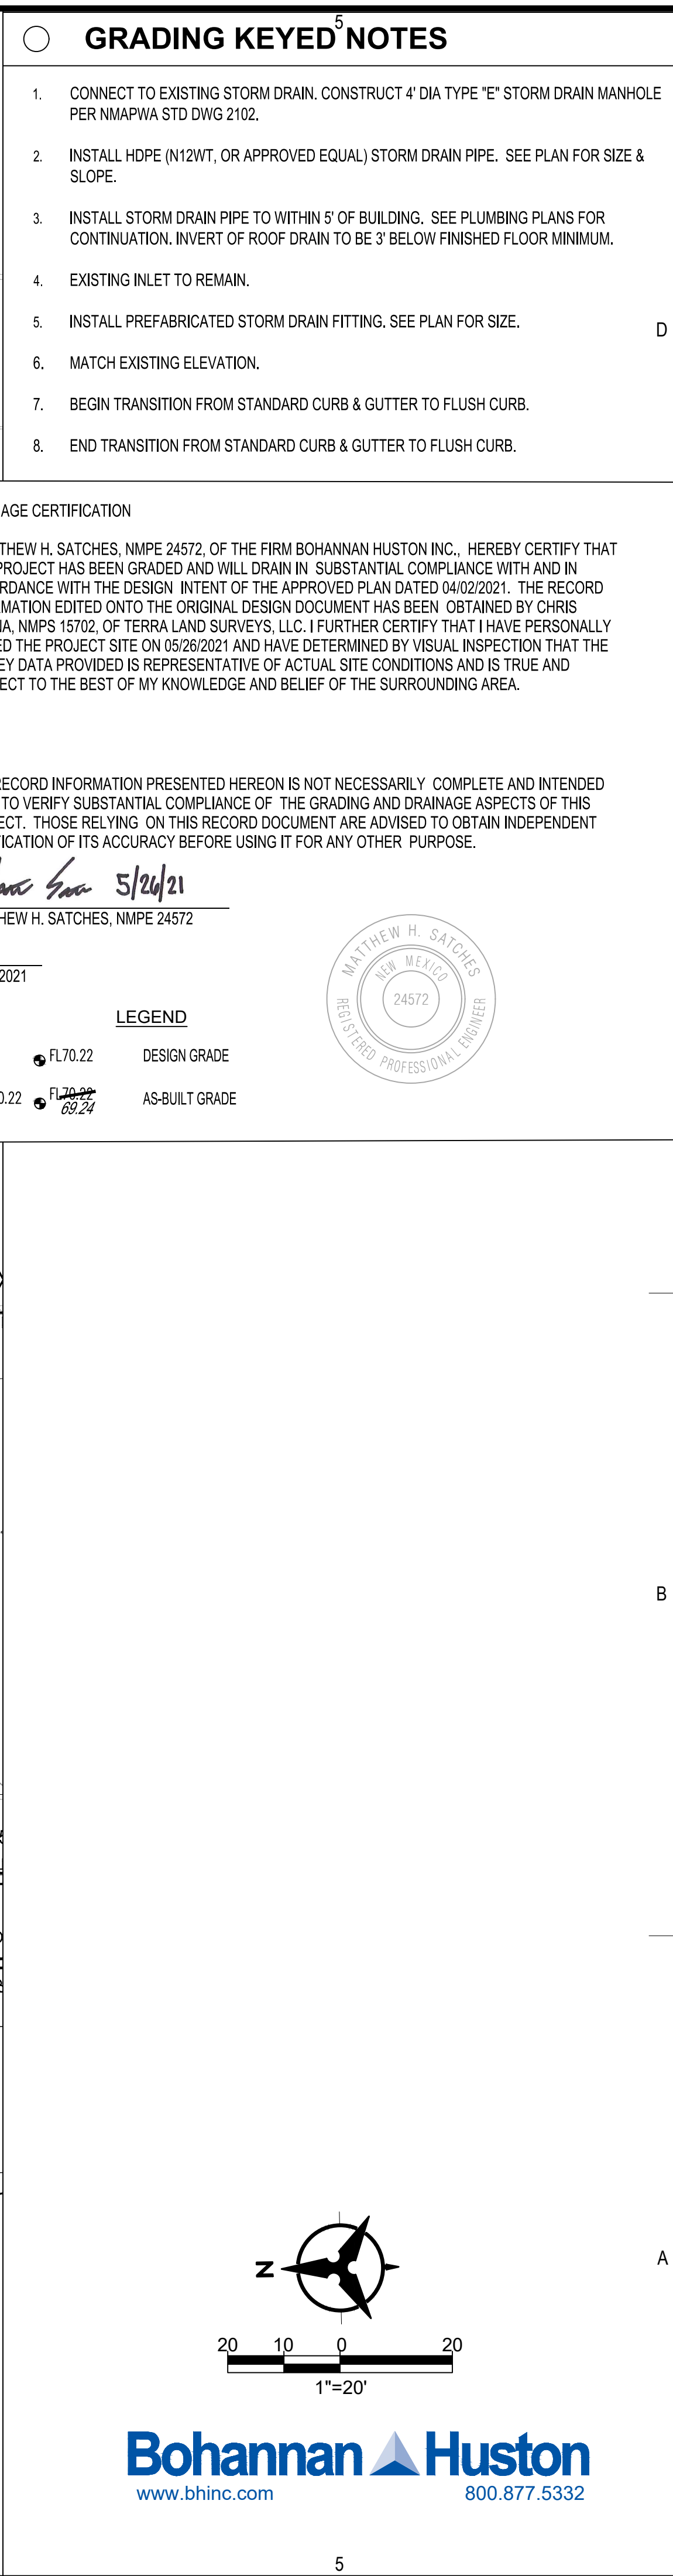 5
GRADING KEYED NOTES
1. CONNECT TO EXISTING STORM DRAIN. CONSTRUCT 4' DIA TYPE "E" STORM DRAIN MANHOLE
PER NMAPWA STD DWG 2102.
2. INSTALL HDPE (N12WT, OR APPROVED EQUAL) STORM DRAIN PIPE. SEE PLAN FOR SIZE &
SLOPE.
3. INSTALL STORM DRAIN PIPE TO WITHIN 5' OF BUILDING. SEE PLUMBING PLANS FOR
CONTINUATION. INVERT OF ROOF DRAIN TO BE 3' BELOW FINISHED FLOOR MINIMUM.
4. EXISTING INLET TO REMAIN.
5. INSTALL PREFABRICATED STORM DRAIN FITTING. SEE PLAN FOR SIZE.
D
6. MATCH EXISTING ELEVATION.
7. BEGIN TRANSITION FROM STANDARD CURB & GUTTER TO FLUSH CURB.
8. END TRANSITION FROM STANDARD CURB & GUTTER TO FLUSH CURB.
AGE CERTIFICATION
THEW H. SATCHES, NMPE 24572, OF THE FIRM BOHANNAN HUSTON INC., HEREBY CERTIFY THAT
PROJECT HAS BEEN GRADED AND WILL DRAIN IN SUBSTANTIAL COMPLIANCE WITH AND IN
RDANCE WITH THE DESIGN INTENT OF THE APPROVED PLAN DATED 04/02/2021. THE RECORD
MATION EDITED ONTO THE ORIGINAL DESIGN DOCUMENT HAS BEEN OBTAINED BY CHRIS
NA, NMPS 15702, OF TERRA LAND SURVEYS, LLC. I FURTHER CERTIFY THAT I HAVE PERSONALLY
ED THE PROJECT SITE ON 05/26/2021 AND HAVE DETERMINED BY VISUAL INSPECTION THAT THE
EY DATA PROVIDED IS REPRESENTATIVE OF ACTUAL SITE CONDITIONS AND IS TRUE AND
ECT TO THE BEST OF MY KNOWLEDGE AND BELIEF OF THE SURROUNDING AREA.
RECORD INFORMATION PRESENTED HEREON IS NOT NECESSARILY COMPLETE AND INTENDED
TO VERIFY SUBSTANTIAL COMPLIANCE OF THE GRADING AND DRAINAGE ASPECTS OF THIS
ECT. THOSE RELYING ON THIS RECORD DOCUMENT ARE ADVISED TO OBTAIN INDEPENDENT
ICATION OF ITS ACCURACY BEFORE USING IT FOR ANY OTHER PURPOSE.
5/26/21
HEW H. SATCHES, NMPE 24572
2021
MATTHEW H. SATCHES
NEW MEXICO
24572
REGISTERED PROFESSIONAL ENGINEER
LEGEND
FL70.22 DESIGN GRADE
0.22 FL70.22 AS-BUILT GRADE
69.24
B
N
A
20 10 0 20
1"=20'
Bohannan Huston
www.bhinc.com 800.877.5332
5